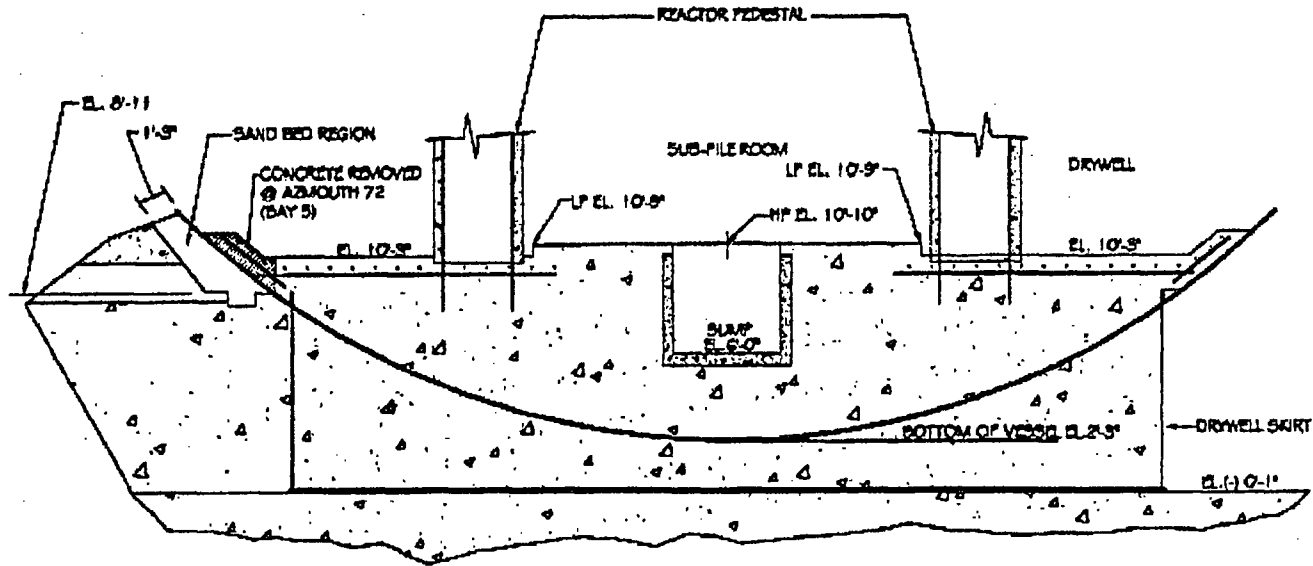 REACTOR PEDESTAL
EL. 8'-11
1'-3"
SAND BED REGION
CONCRETE REMOVED
@ AZMOUTH 72
(BAY 5)
SUB-PILE ROOM
LP EL. 10'-9"
DRYWELL
LP EL. 10'-9"
HP EL. 10'-10"
EL. 10'-3"
EL. 10'-3"
SUMP
EL. 6'-0"
BOTTOM OF VESSEL EL. 2'-3"
DRYWELL SKIRT
EL. (-) 0'-1"